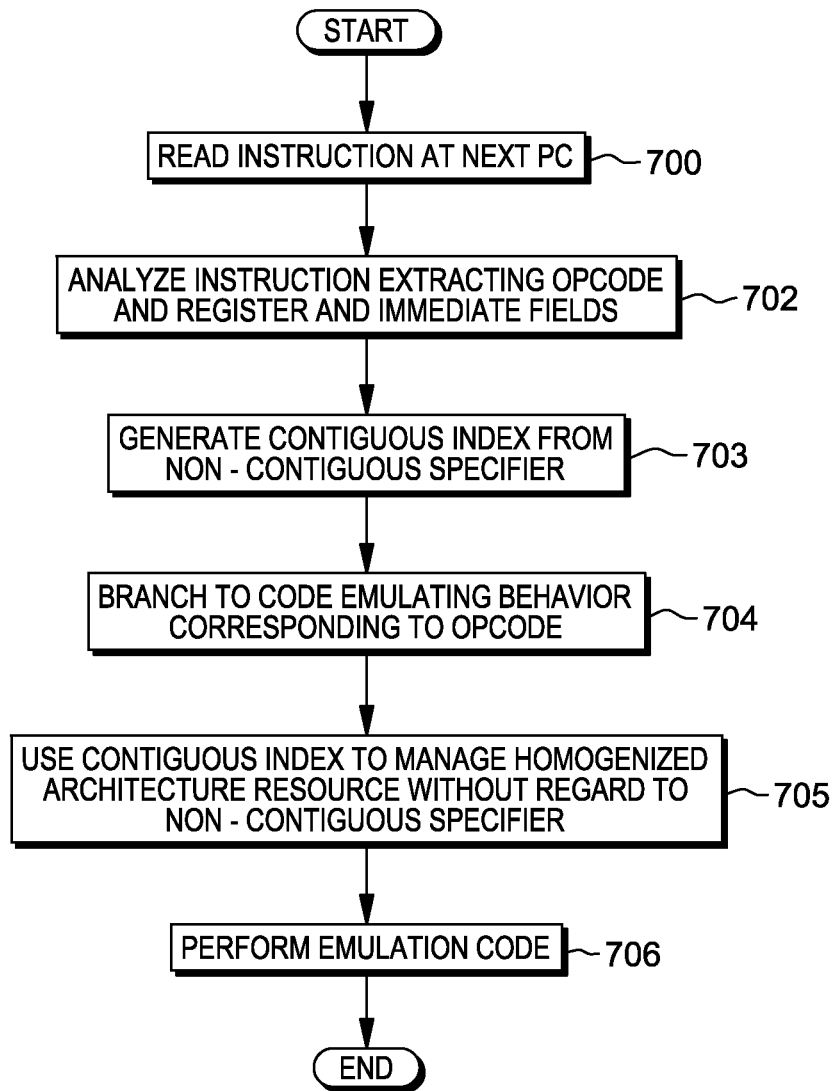 START
READ INSTRUCTION AT NEXT PC
700
ANALYZE INSTRUCTION EXTRACTING OPCODE
AND REGISTER AND IMMEDIATE FIELDS
702
GENERATE CONTIGUOUS INDEX FROM
NON - CONTIGUOUS SPECIFIER
703
BRANCH TO CODE EMULATING BEHAVIOR
CORRESPONDING TO OPCODE
704
USE CONTIGUOUS INDEX TO MANAGE HOMOGENIZED
ARCHITECTURE RESOURCE WITHOUT REGARD TO
NON - CONTIGUOUS SPECIFIER
705
PERFORM EMULATION CODE
706
END